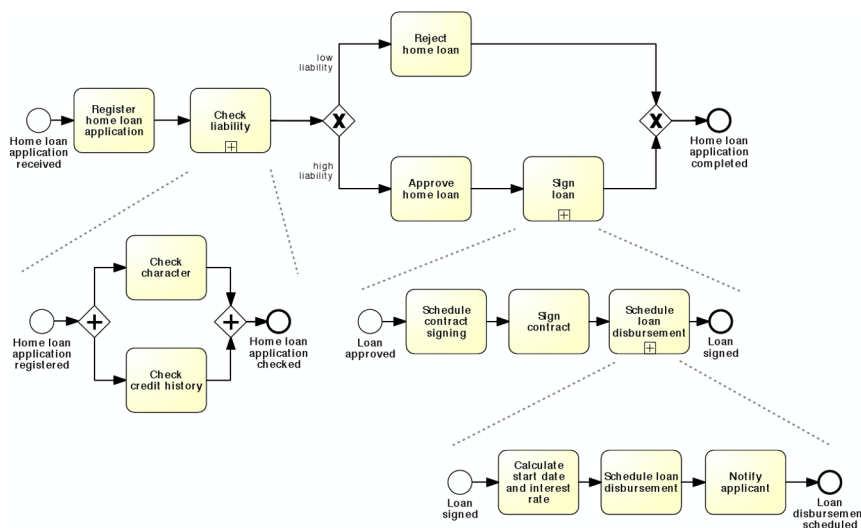 Reject
home loan
low
liability
Register
home loan
application
Check
liability
X
X
Home loan
application
received
Home loan
application
completed
high
liability
Approve
home loan
Sign
loan
Check
character
Home loan
application
registered
Home loan
application
checked
Check
credit history
Schedule
contract
signing
Sign
contract
Schedule
loan
disbursement
Loan
approved
Loan
signed
Calculate
start date
and interest
rate
Schedule loan
disbursement
Notify
applicant
Loan
signed
Loan
disbursement
scheduled